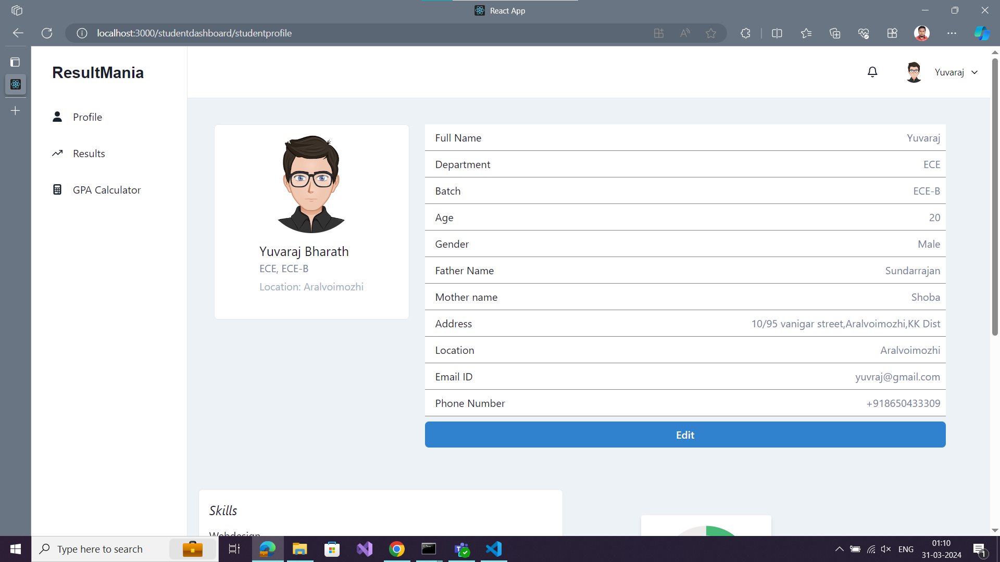 React App
localhost:3000/studentdashboard/studentprofile
ResultMania
Yuvaraj
Profile
Results
GPA Calculator
Yuvaraj Bharath
ECE, ECE-B
Location: Aralvoimozhi
Full Name Yuvaraj
Department ECE
Batch ECE-B
Age 20
Gender Male
Father Name Sundarrajan
Mother name Shoba
Address 10/95 vanigar street,Aralvoimozhi,KK Dist
Location Aralvoimozhi
Email ID yuvraj@gmail.com
Phone Number +918650433309
Edit
Skills
Webdesign
Type here to search
ENG
01:10
31-03-2024
1